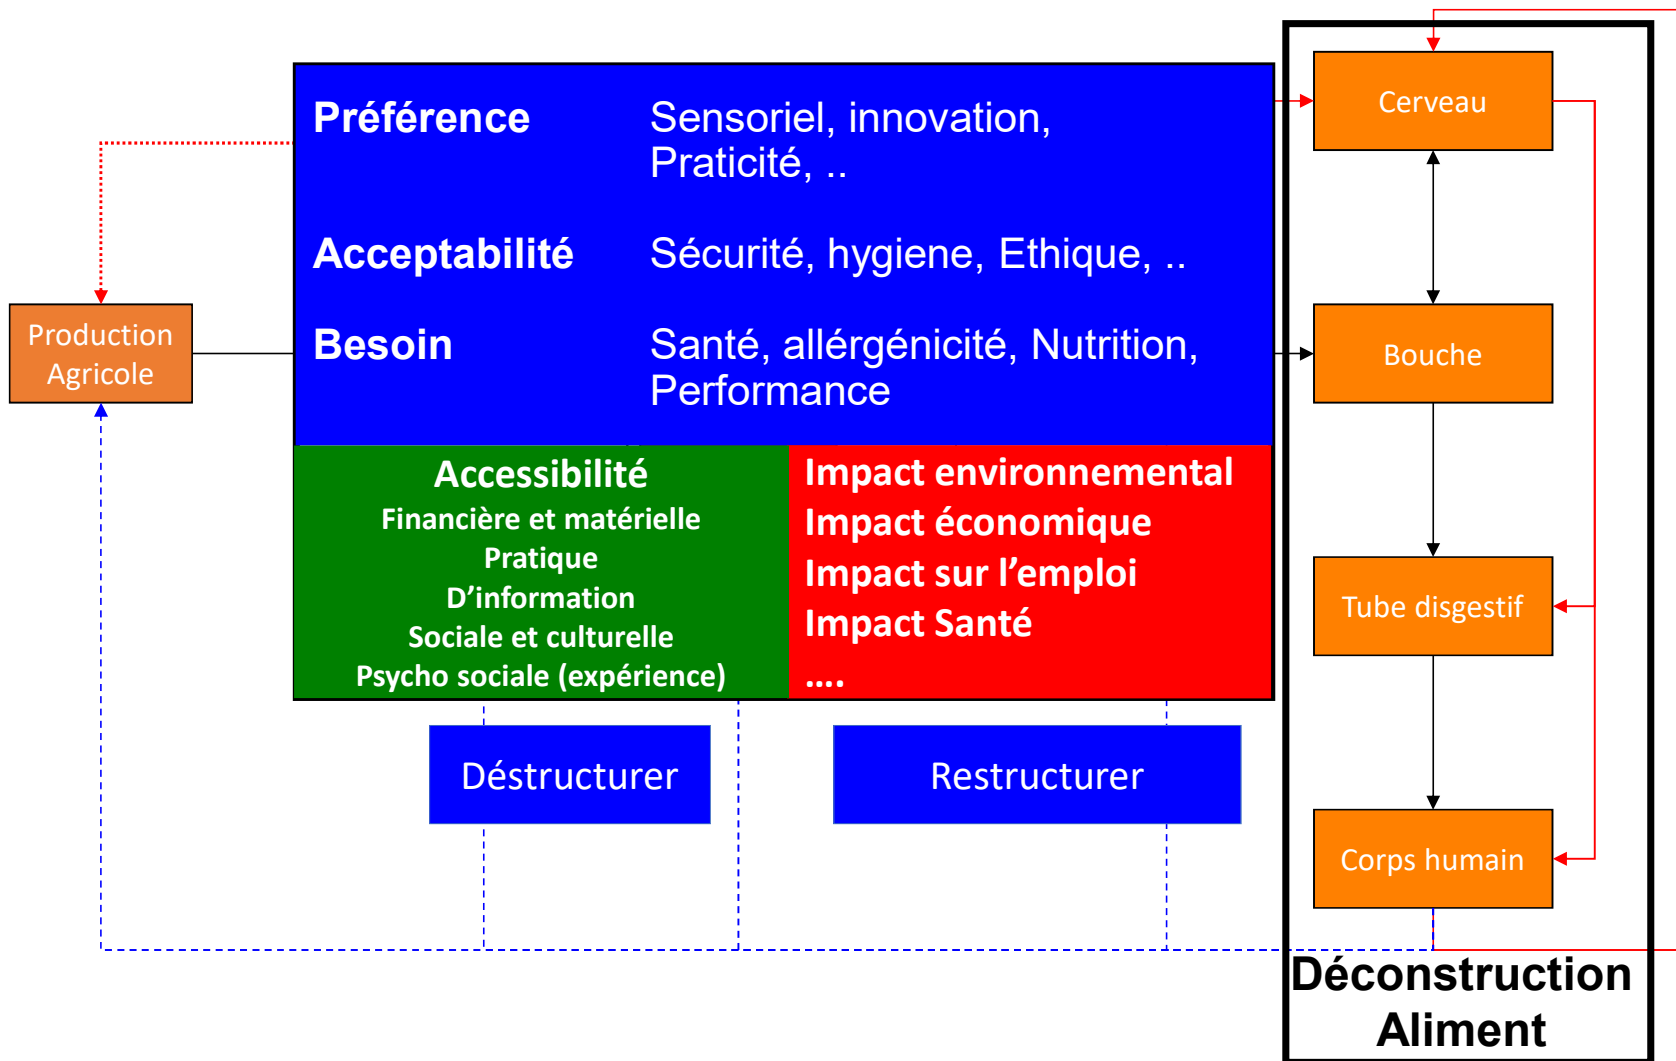 Préférence Sensoriel, innovation,
Praticité, ..
Acceptabilité Sécurité, hygiene, Ethique, ..
Besoin Santé, allérgénicité, Nutrition,
Performance
Production
Agricole
Accessibilité
Financière et matérielle
Pratique
D’information
Sociale et culturelle
Psycho sociale (expérience)
Impact environnemental
Impact économique
Impact sur l’emploi
Impact Santé
....
Déstructurer
Restructurer
Cerveau
Bouche
Tube disgestif
Corps humain
Déconstruction
Aliment